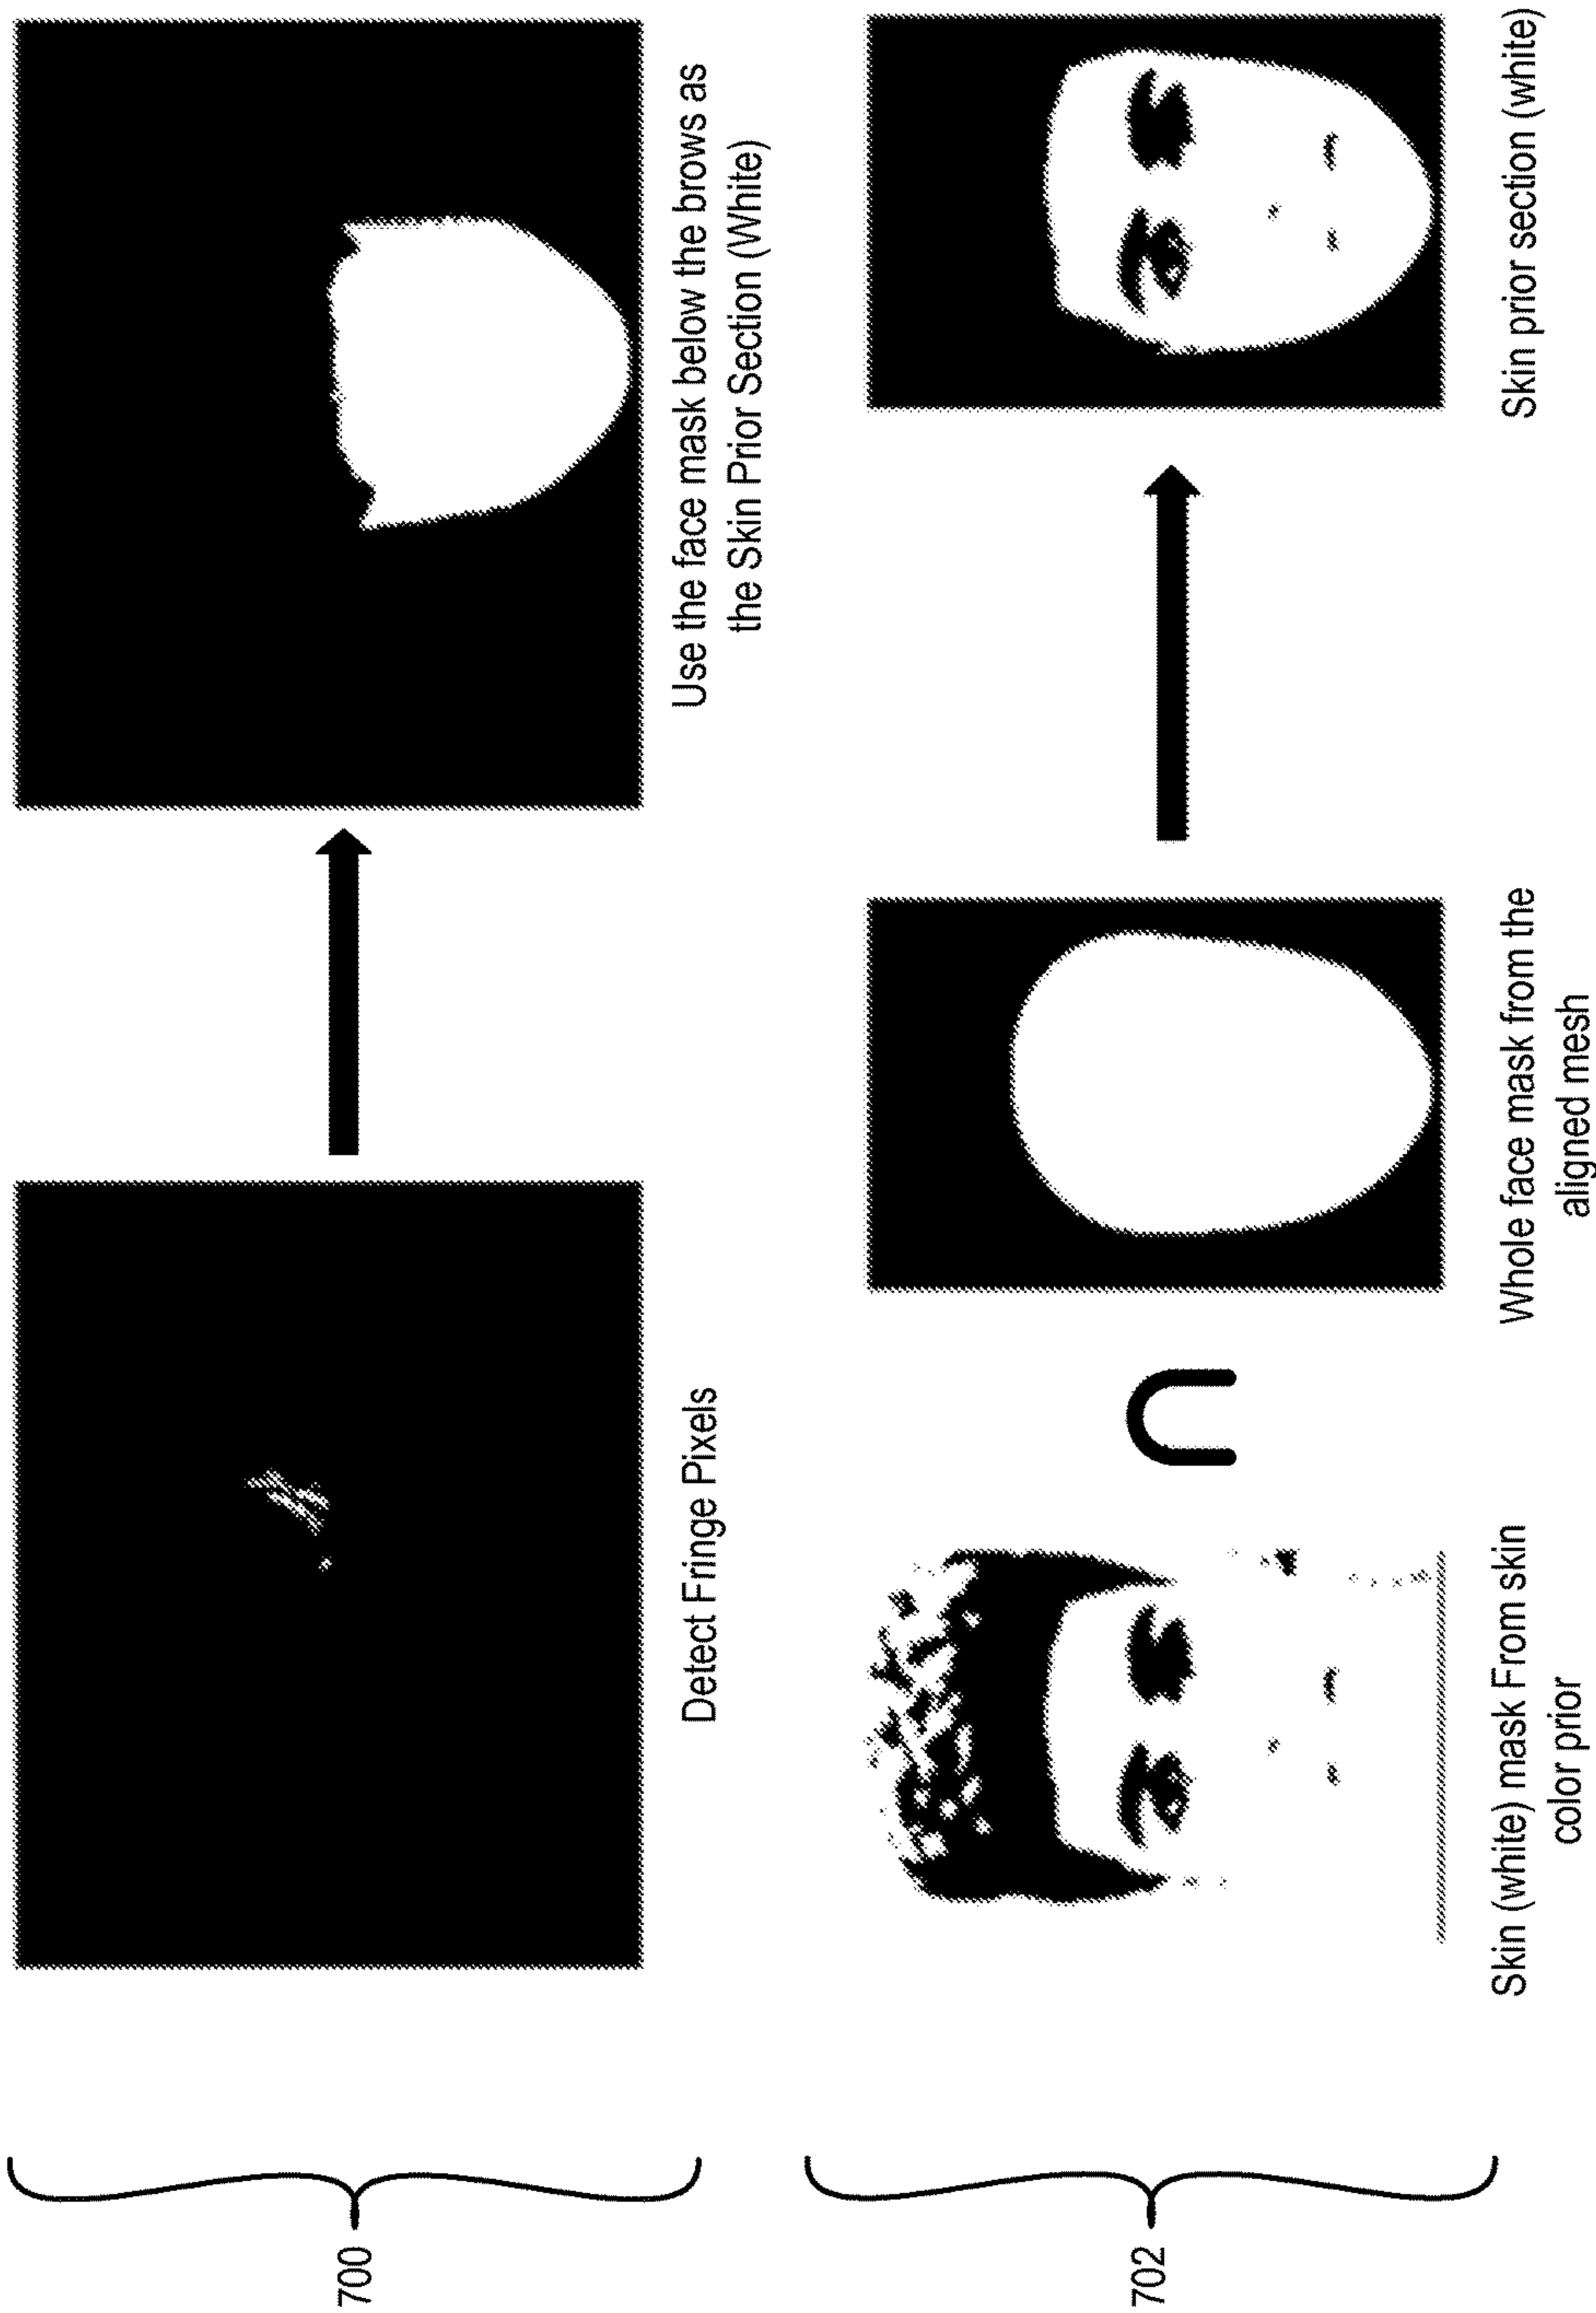 700
Detect Fringe Pixels
Use the face mask below the brows as
the Skin Prior Section (White)
702
Skin (white) mask From skin
color prior
Whole face mask from the
aligned mesh
Skin prior section (white)